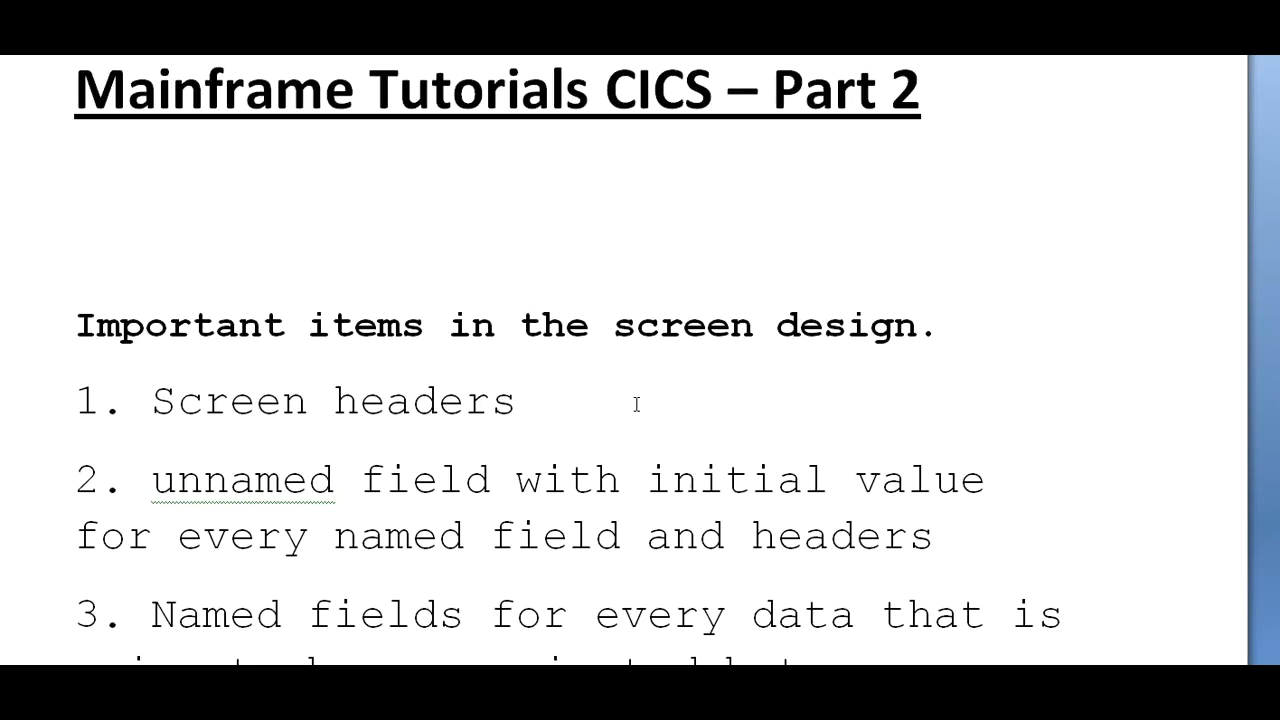 Mainframe Tutorials CICS – Part 2
Important items in the screen design.
1. Screen headers
2. unnamed field with initial value
for every named field and headers
3. Named fields for every data that is